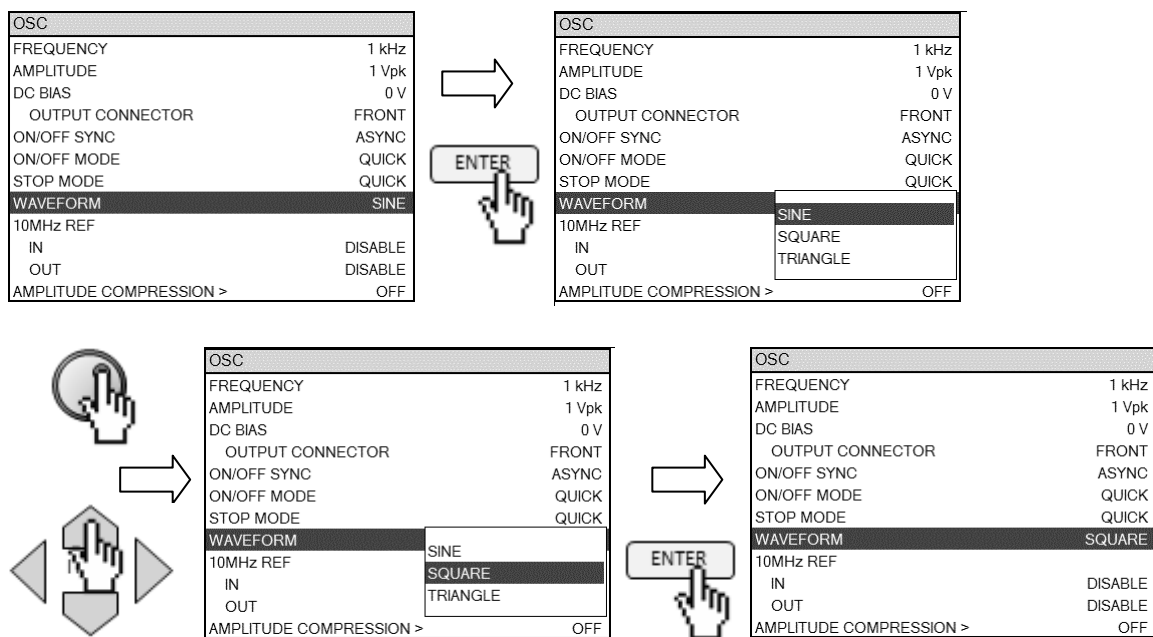 OSC
FREQUENCY 1 kHz
AMPLITUDE 1 Vpk
DC BIAS 0 V
OUTPUT CONNECTOR FRONT
ON/OFF SYNC ASYNC
ON/OFF MODE QUICK
STOP MODE QUICK
WAVEFORM SINE
10MHz REF
IN DISABLE
OUT DISABLE
AMPLITUDE COMPRESSION > OFF
ENTER
OSC
FREQUENCY 1 kHz
AMPLITUDE 1 Vpk
DC BIAS 0 V
OUTPUT CONNECTOR FRONT
ON/OFF SYNC ASYNC
ON/OFF MODE QUICK
STOP MODE QUICK
WAVEFORM
SINE
10MHz REF
SQUARE
IN
TRIANGLE
OUT
AMPLITUDE COMPRESSION > OFF
OSC
FREQUENCY 1 kHz
AMPLITUDE 1 Vpk
DC BIAS 0 V
OUTPUT CONNECTOR FRONT
ON/OFF SYNC ASYNC
ON/OFF MODE QUICK
STOP MODE QUICK
WAVEFORM
SINE
10MHz REF
SQUARE
IN
TRIANGLE
OUT
AMPLITUDE COMPRESSION > OFF
ENTER
OSC
FREQUENCY 1 kHz
AMPLITUDE 1 Vpk
DC BIAS 0 V
OUTPUT CONNECTOR FRONT
ON/OFF SYNC ASYNC
ON/OFF MODE QUICK
STOP MODE QUICK
WAVEFORM SQUARE
10MHz REF
IN DISABLE
OUT DISABLE
AMPLITUDE COMPRESSION > OFF